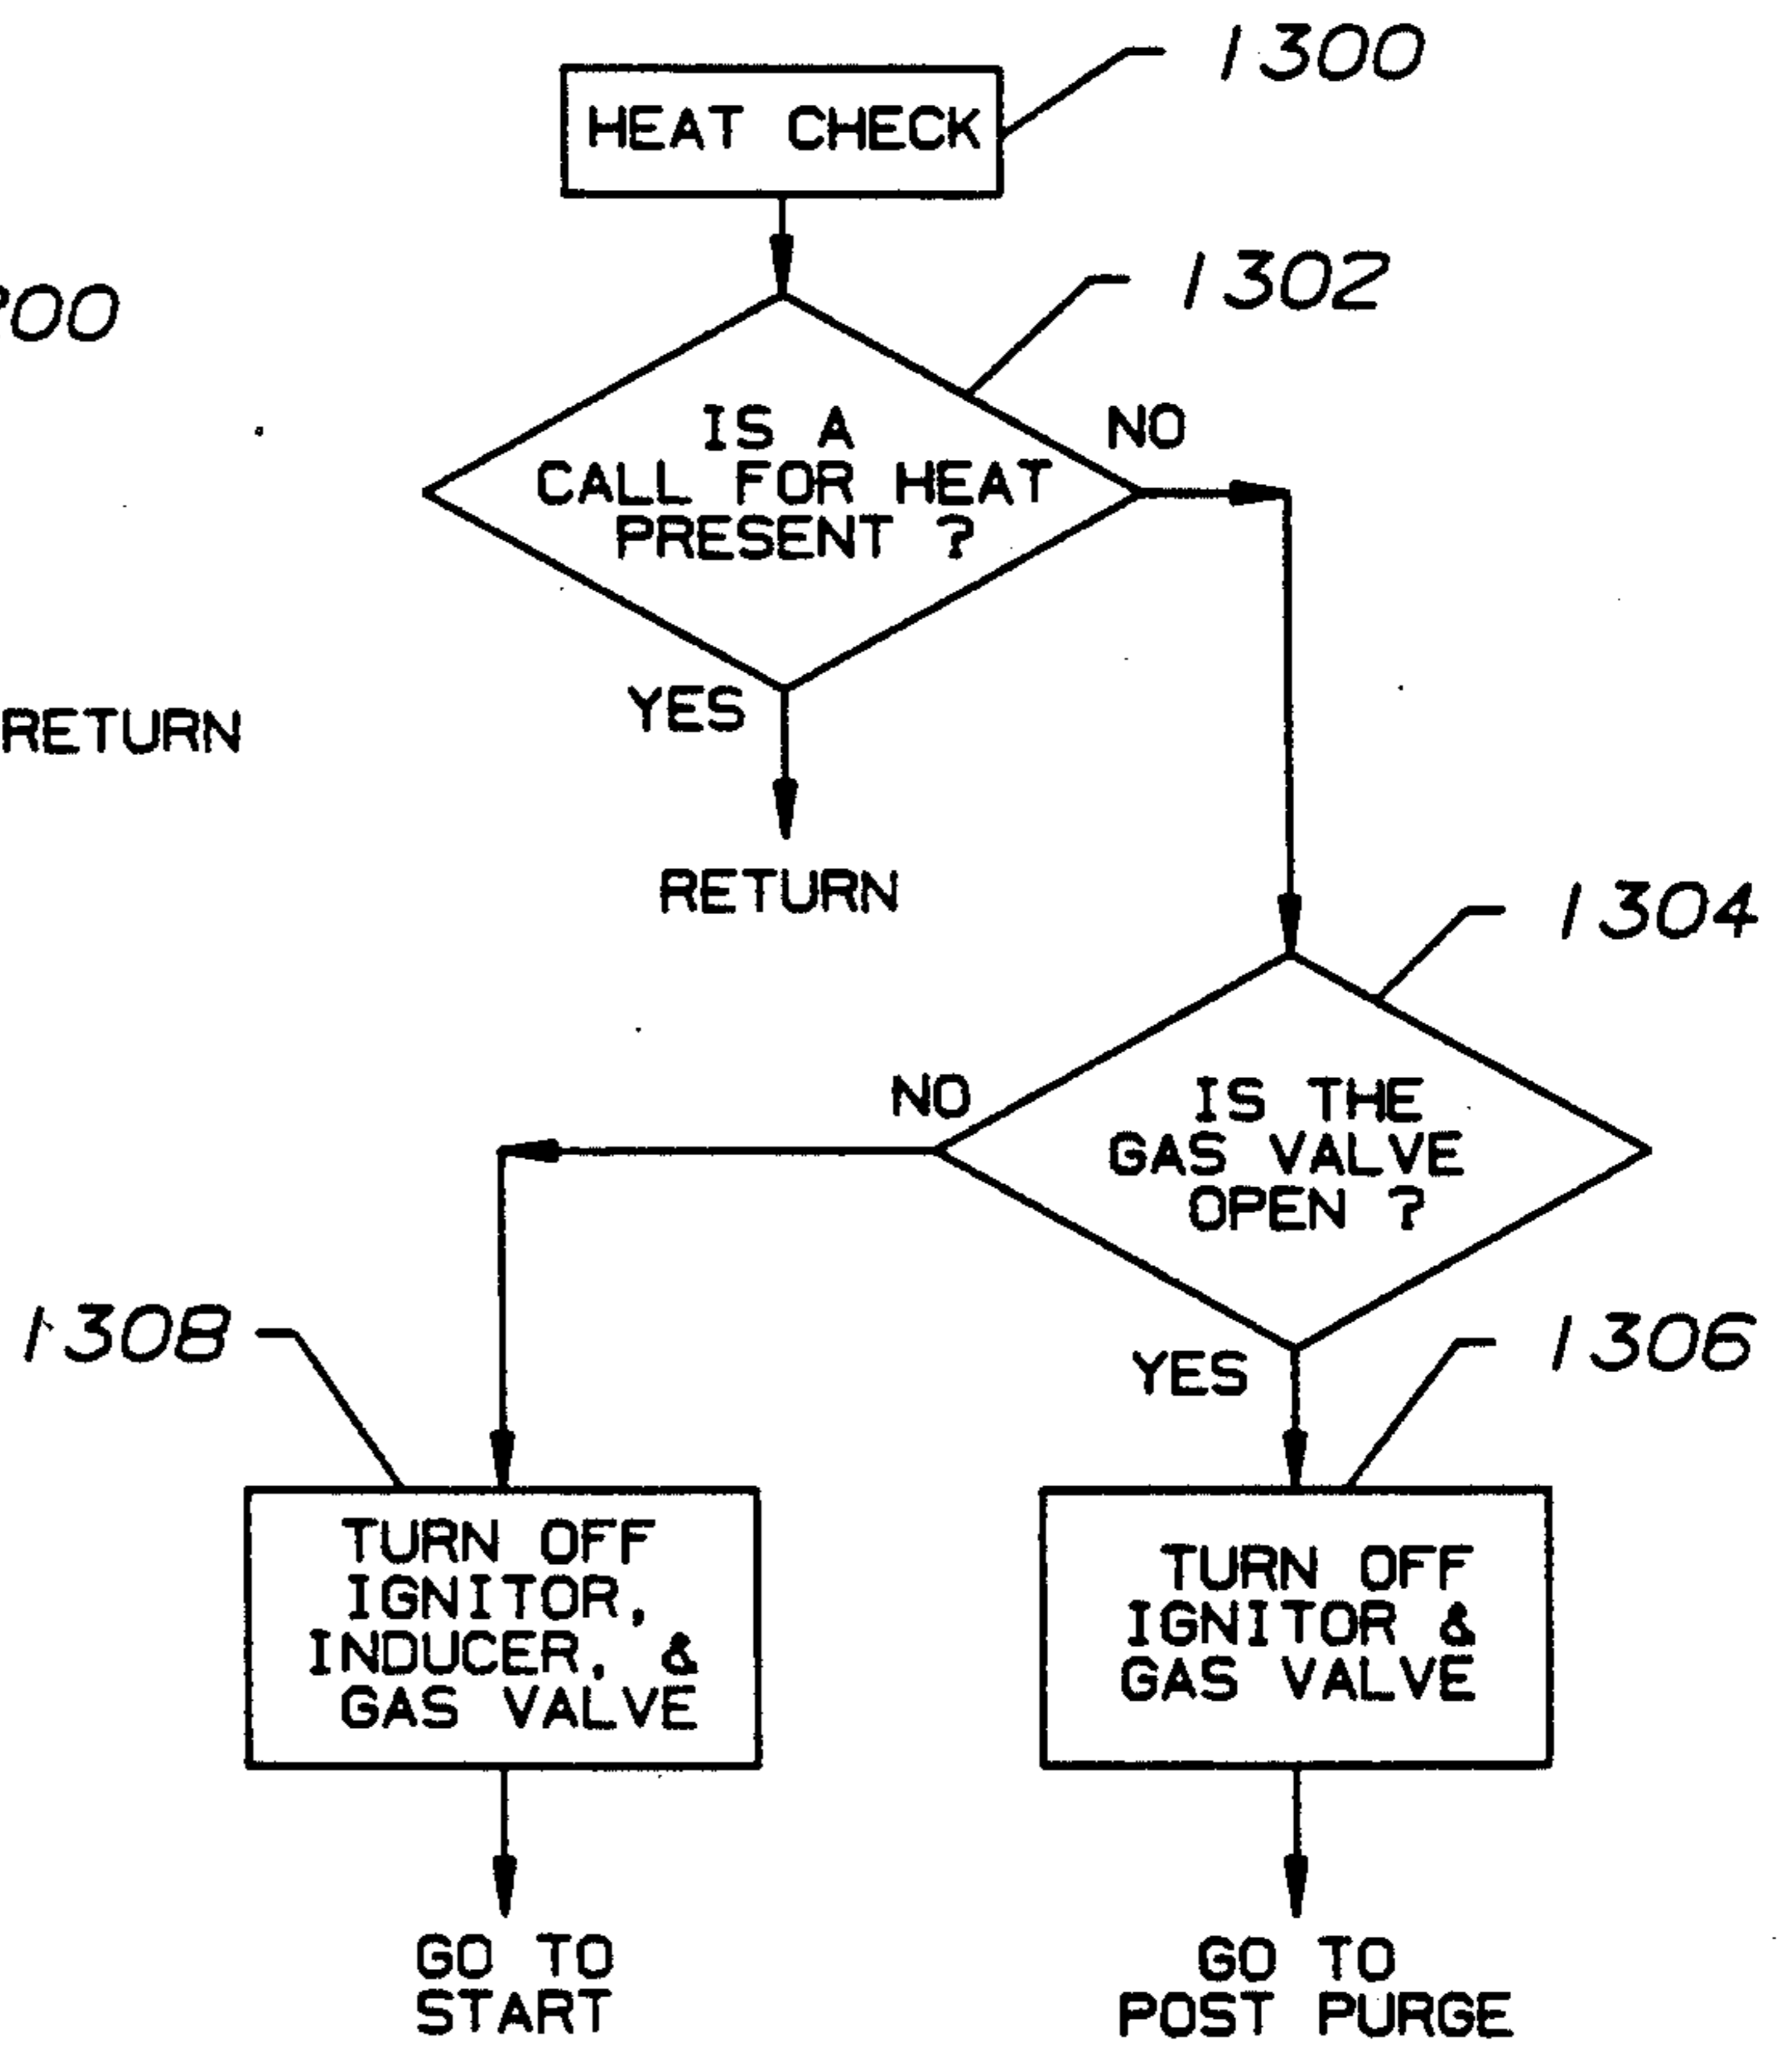 1300
HEAT CHECK
1302
00
IS A
CALL FOR HEAT
PRESENT ?
NO
YES
RETURN
RETURN
1304
NO
IS THE
GAS VALVE
OPEN ?
1308
YES
1306
TURN OFF
IGNITOR,
INDUCER, &
GAS VALVE
TURN OFF
IGNITOR &
GAS VALVE
GO TO
START
GO TO
POST PURGE